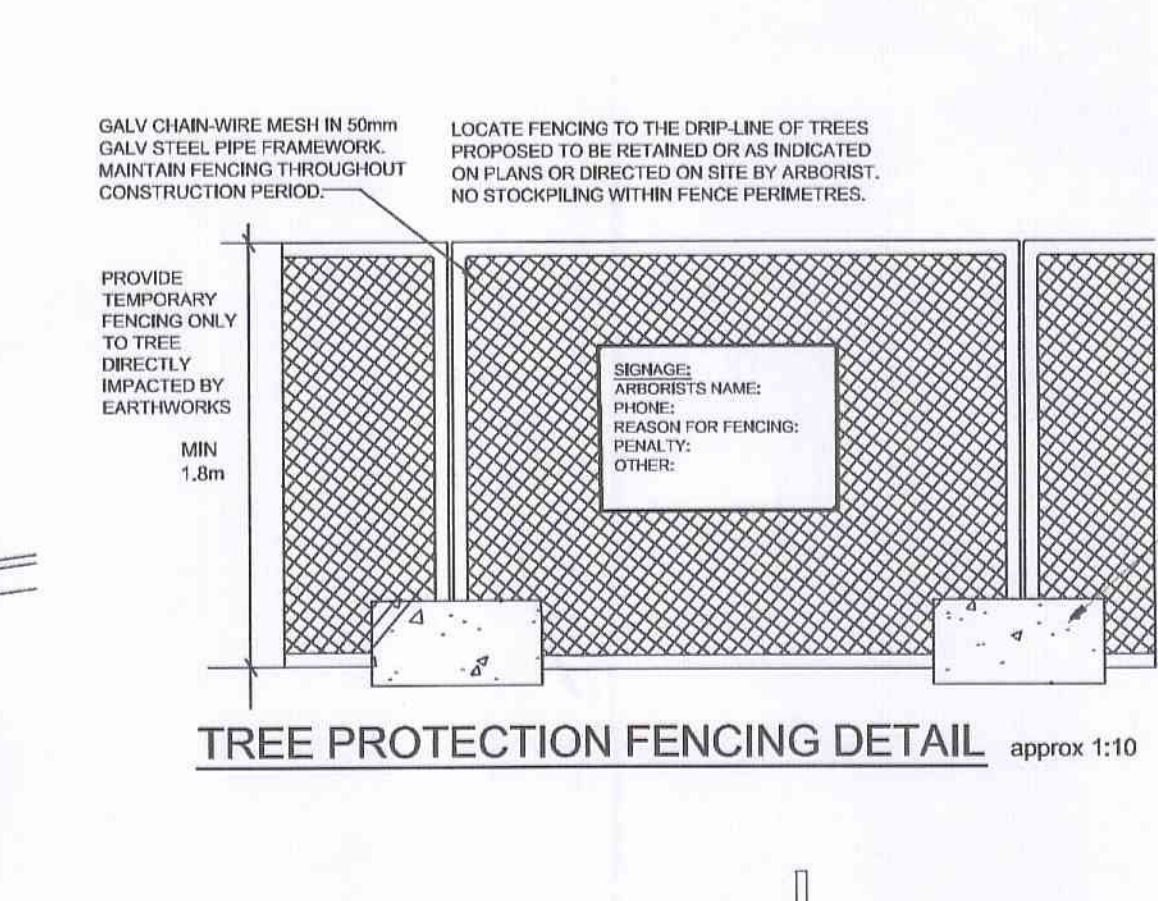 GALV CHAIN-WIRE MESH IN 50mm
GALV STEEL PIPE FRAMEWORK.
MAINTAIN FENCING THROUGHOUT
CONSTRUCTION PERIOD.
LOCATE FENCING TO THE DRIP-LINE OF TREES
PROPOSED TO BE RETAINED OR AS INDICATED
ON PLANS OR DIRECTED ON SITE BY ARBORIST.
NO STOCKPILING WITHIN FENCE PERIMETRES.
PROVIDE
TEMPORARY
FENCING ONLY
TO TREE
DIRECTLY
IMPACTED BY
EARTHWORKS
MIN
1.8m
SIGNAGE:
ARBORISTS NAME:
PHONE:
REASON FOR FENCING:
PENALTY:
OTHER:
TREE PROTECTION FENCING DETAIL approx 1:10